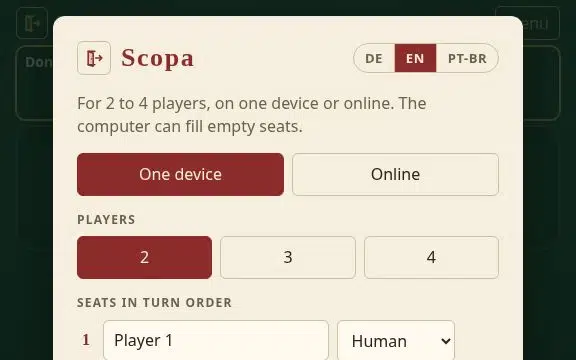 Scopa
DE EN PT-BR
For 2 to 4 players, on one device or online. The
computer can fill empty seats.
One device Online
PLAYERS
2 3 4
SEATS IN TURN ORDER
1 Player 1 Human